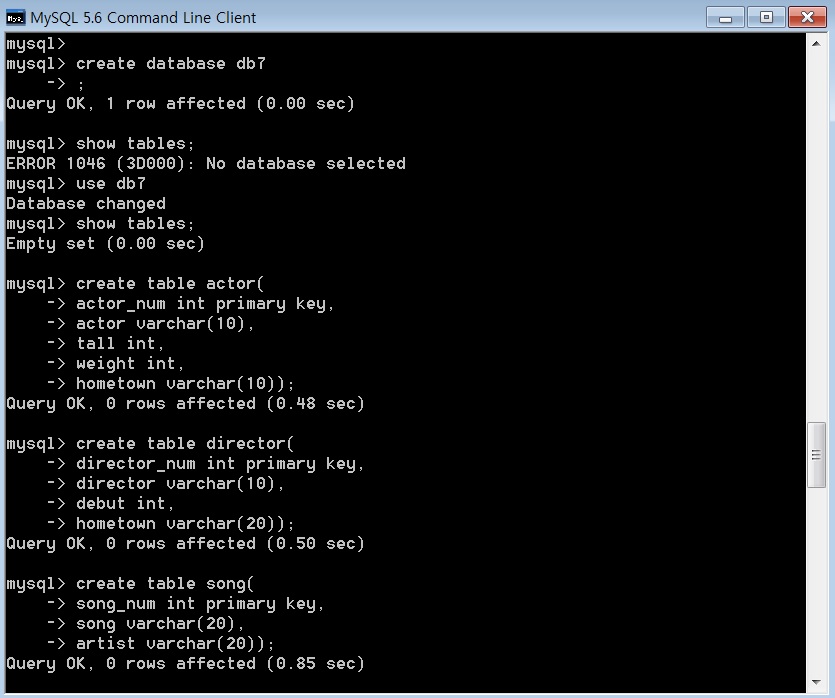 MySQL 5.6 Command Line Client
mysql>
mysql> create database db7
    -> ;
Query OK, 1 row affected (0.00 sec)

mysql> show tables;
ERROR 1046 (3D000): No database selected
mysql> use db7
Database changed
mysql> show tables;
Empty set (0.00 sec)

mysql> create table actor(
    -> actor_num int primary key,
    -> actor varchar(10),
    -> tall int,
    -> weight int,
    -> hometown varchar(10));
Query OK, 0 rows affected (0.48 sec)

mysql> create table director(
    -> director_num int primary key,
    -> director varchar(10),
    -> debut int,
    -> hometown varchar(20));
Query OK, 0 rows affected (0.50 sec)

mysql> create table song(
    -> song_num int primary key,
    -> song varchar(20),
    -> artist varchar(20));
Query OK, 0 rows affected (0.85 sec)